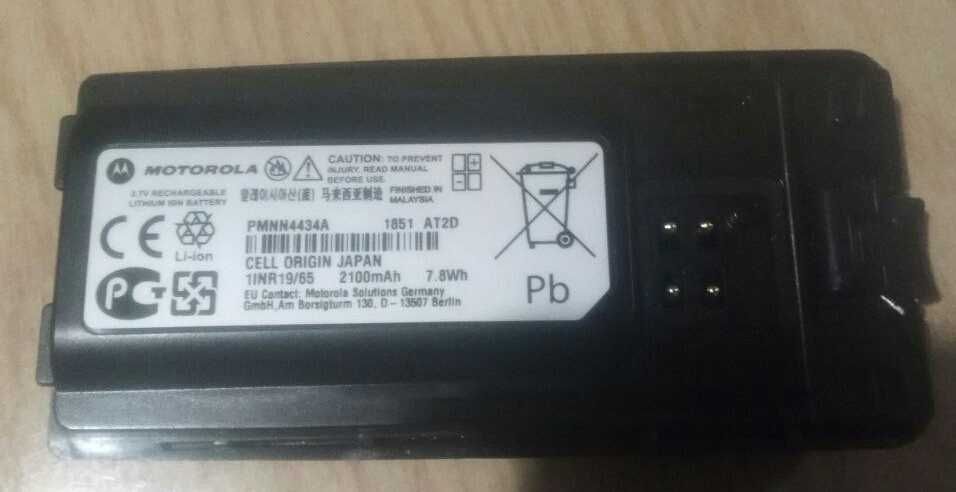 MOTOROLA
3.7V RECHARGEABLE
LITHIUM ION BATTERY
CAUTION: TO PREVENT
INJURY, READ MANUAL
BEFORE USE.
말레이시아산(産) 马来西亚制造
FINISHED IN
MALAYSIA
PMNN4434A 1851 AT2D
CE
Li-ion
CELL ORIGIN JAPAN
1INR19/65 2100mAh 7.8Wh
EU Contact: Motorola Solutions Germany
GmbH,Am Borsigturm 130, D - 13507 Berlin
Pb